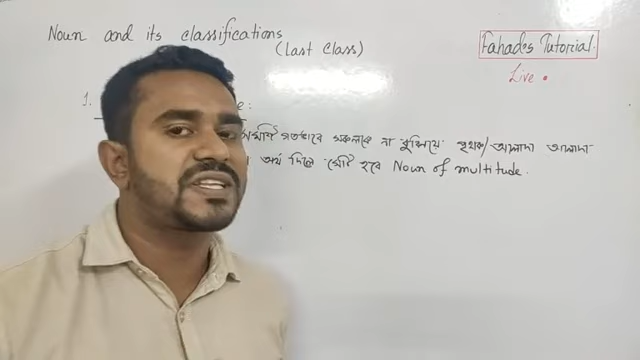 Noun and its classifications
(Last Class)
Fahades Tutorial.
Live
1. e:
সমষ্টিগতভাবে সকলকে না বুঝিয়ে পৃথক/আলাদা আলাদা
অর্থ দিলে সেটি হবে Noun of multitude.